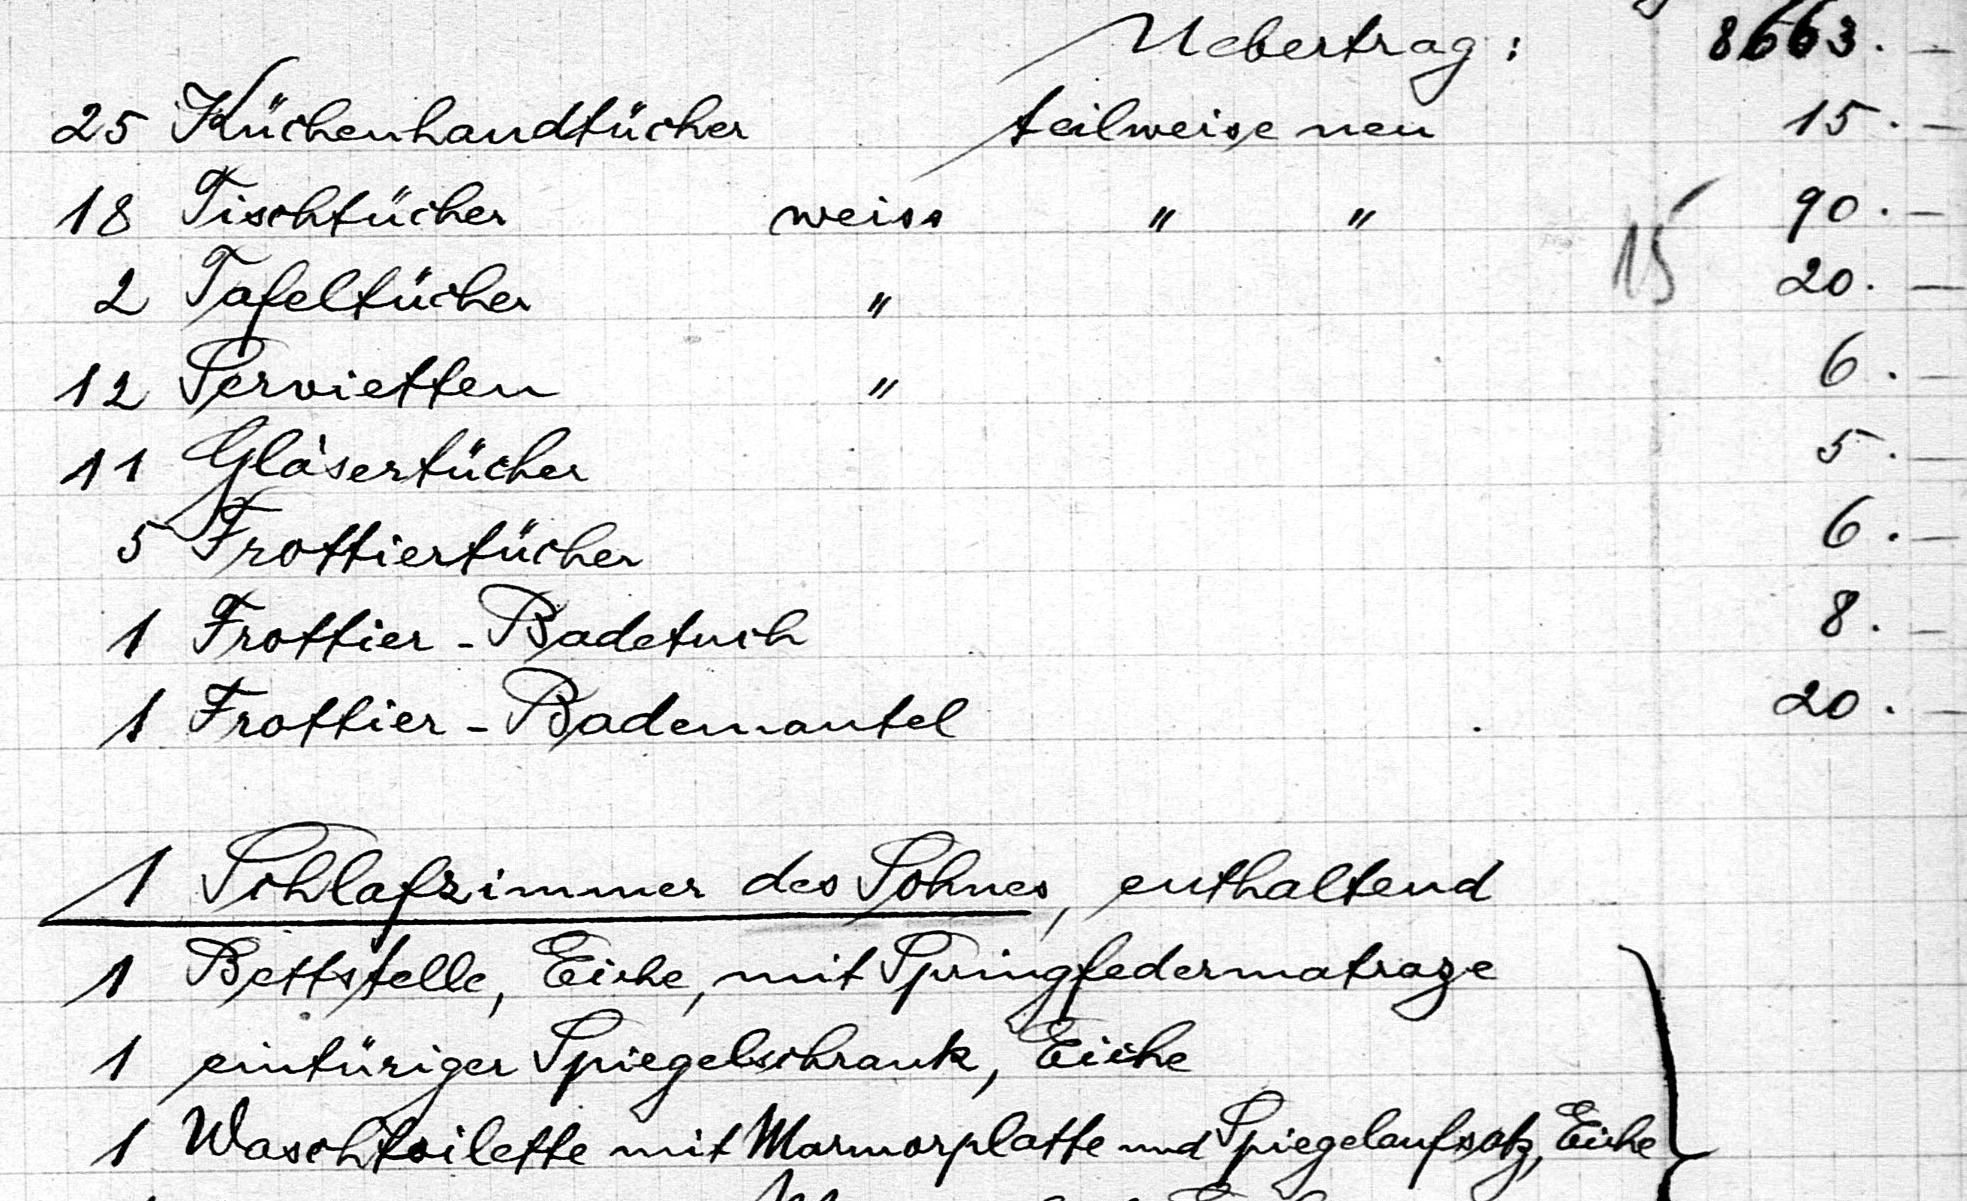 Uebertrag : 8663. —
25 Küchenhandtücher teilweise neu 15. —
18 Tischtücher weiss " " 90. —
15
2 Tafeltücher " 20. —
12 Servietten " 6. —
11 Gläsertücher 5. —
5 Frottiertücher 6. —
1 Frottier - Badetuch 8. —
1 Frottier - Bademantel 20. —
1 Schlafzimmer des Sohnes, enthaltend
1 Bettstelle, Eiche, mit Springfedermatraze
1 eintüriger Spiegelschrank, Eiche
1 Waschtoilette mit Marmorplatte und Spiegelaufsatz, Eiche